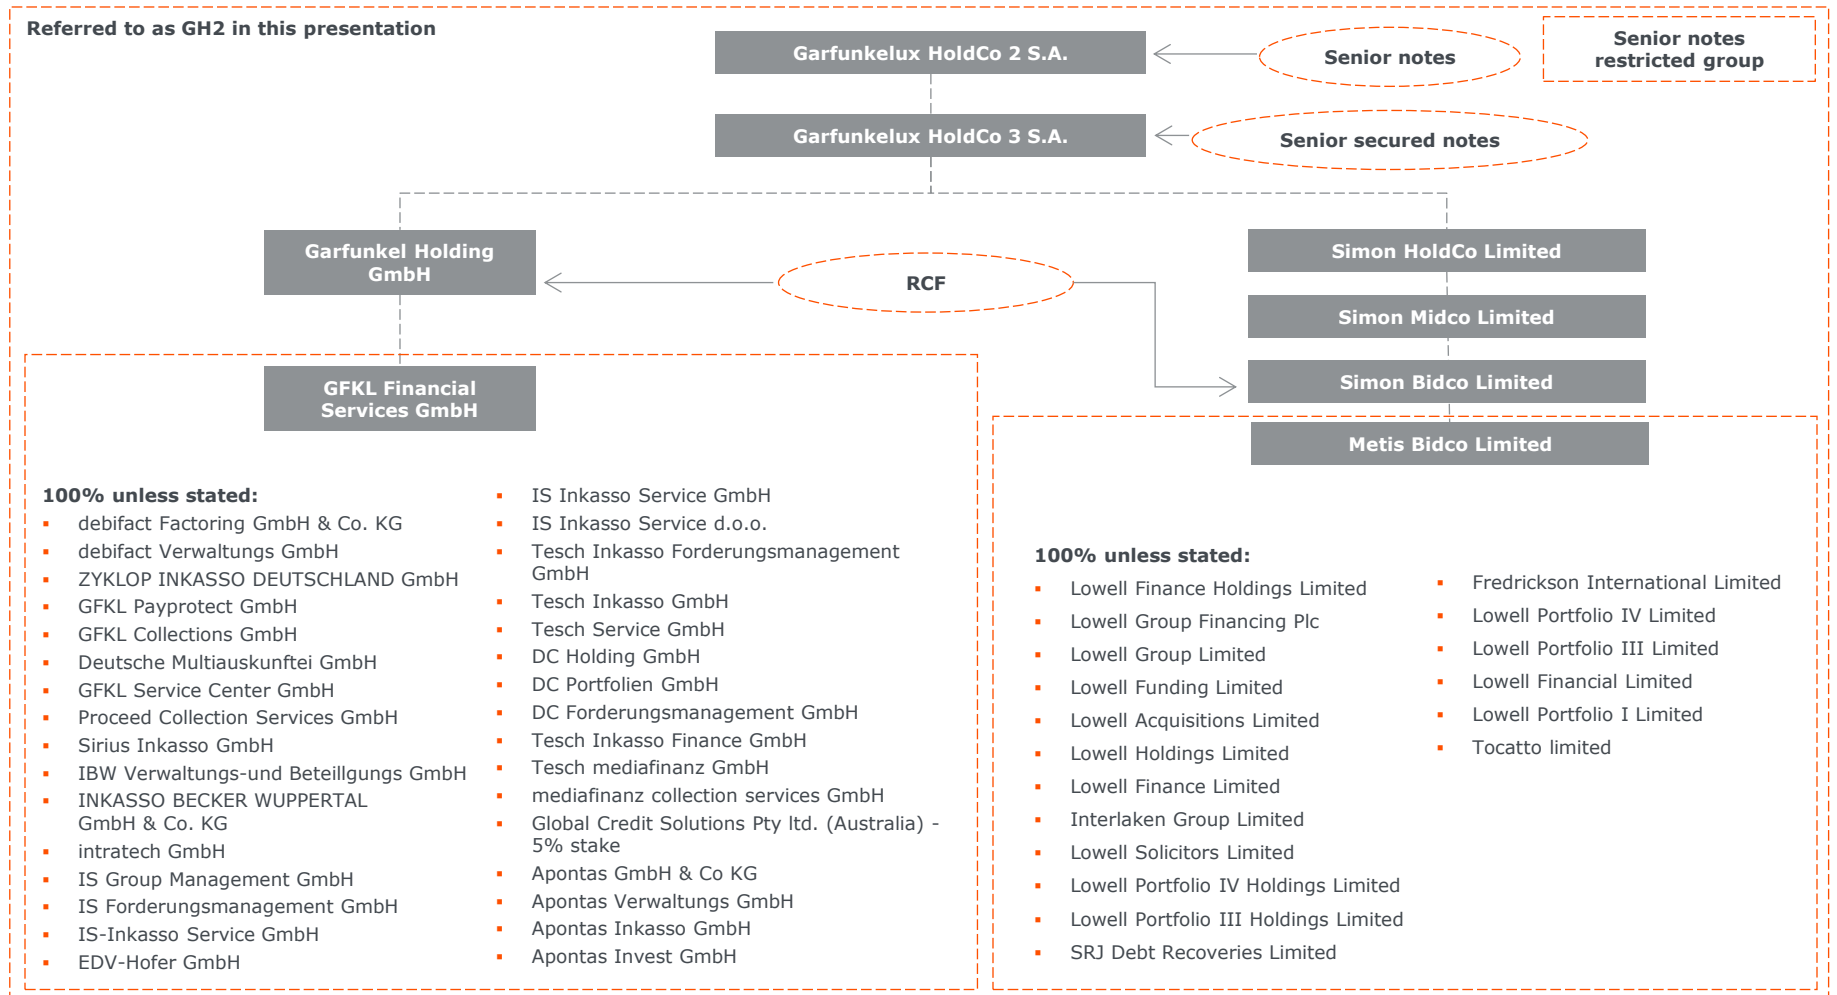 Referred to as GH2 in this presentation
Garfunkelux HoldCo 2 S.A.
Senior notes
Senior notes
restricted group
Garfunkelux HoldCo 3 S.A.
Senior secured notes
Garfunkel Holding
GmbH
RCF
Simon HoldCo Limited
Simon Midco Limited
Simon Bidco Limited
GFKL Financial
Services GmbH
Metis Bidco Limited
100% unless stated:
▪ debifact Factoring GmbH & Co. KG
▪ debifact Verwaltungs GmbH
▪ ZYKLOP INKASSO DEUTSCHLAND GmbH
▪ GFKL Payprotect GmbH
▪ GFKL Collections GmbH
▪ Deutsche Multiauskunftei GmbH
▪ GFKL Service Center GmbH
▪ Proceed Collection Services GmbH
▪ Sirius Inkasso GmbH
▪ IBW Verwaltungs-und Beteillgungs GmbH
▪ INKASSO BECKER WUPPERTAL
GmbH & Co. KG
▪ intratech GmbH
▪ IS Group Management GmbH
▪ IS Forderungsmanagement GmbH
▪ IS-Inkasso Service GmbH
▪ EDV-Hofer GmbH
▪ IS Inkasso Service GmbH
▪ IS Inkasso Service d.o.o.
▪ Tesch Inkasso Forderungsmanagement
GmbH
▪ Tesch Inkasso GmbH
▪ Tesch Service GmbH
▪ DC Holding GmbH
▪ DC Portfolien GmbH
▪ DC Forderungsmanagement GmbH
▪ Tesch Inkasso Finance GmbH
▪ Tesch mediafinanz GmbH
▪ mediafinanz collection services GmbH
▪ Global Credit Solutions Pty ltd. (Australia) -
5% stake
▪ Apontas GmbH & Co KG
▪ Apontas Verwaltungs GmbH
▪ Apontas Inkasso GmbH
▪ Apontas Invest GmbH
100% unless stated:
▪ Lowell Finance Holdings Limited
▪ Lowell Group Financing Plc
▪ Lowell Group Limited
▪ Lowell Funding Limited
▪ Lowell Acquisitions Limited
▪ Lowell Holdings Limited
▪ Lowell Finance Limited
▪ Interlaken Group Limited
▪ Lowell Solicitors Limited
▪ Lowell Portfolio IV Holdings Limited
▪ Lowell Portfolio III Holdings Limited
▪ SRJ Debt Recoveries Limited
▪ Fredrickson International Limited
▪ Lowell Portfolio IV Limited
▪ Lowell Portfolio III Limited
▪ Lowell Financial Limited
▪ Lowell Portfolio I Limited
▪ Tocatto limited